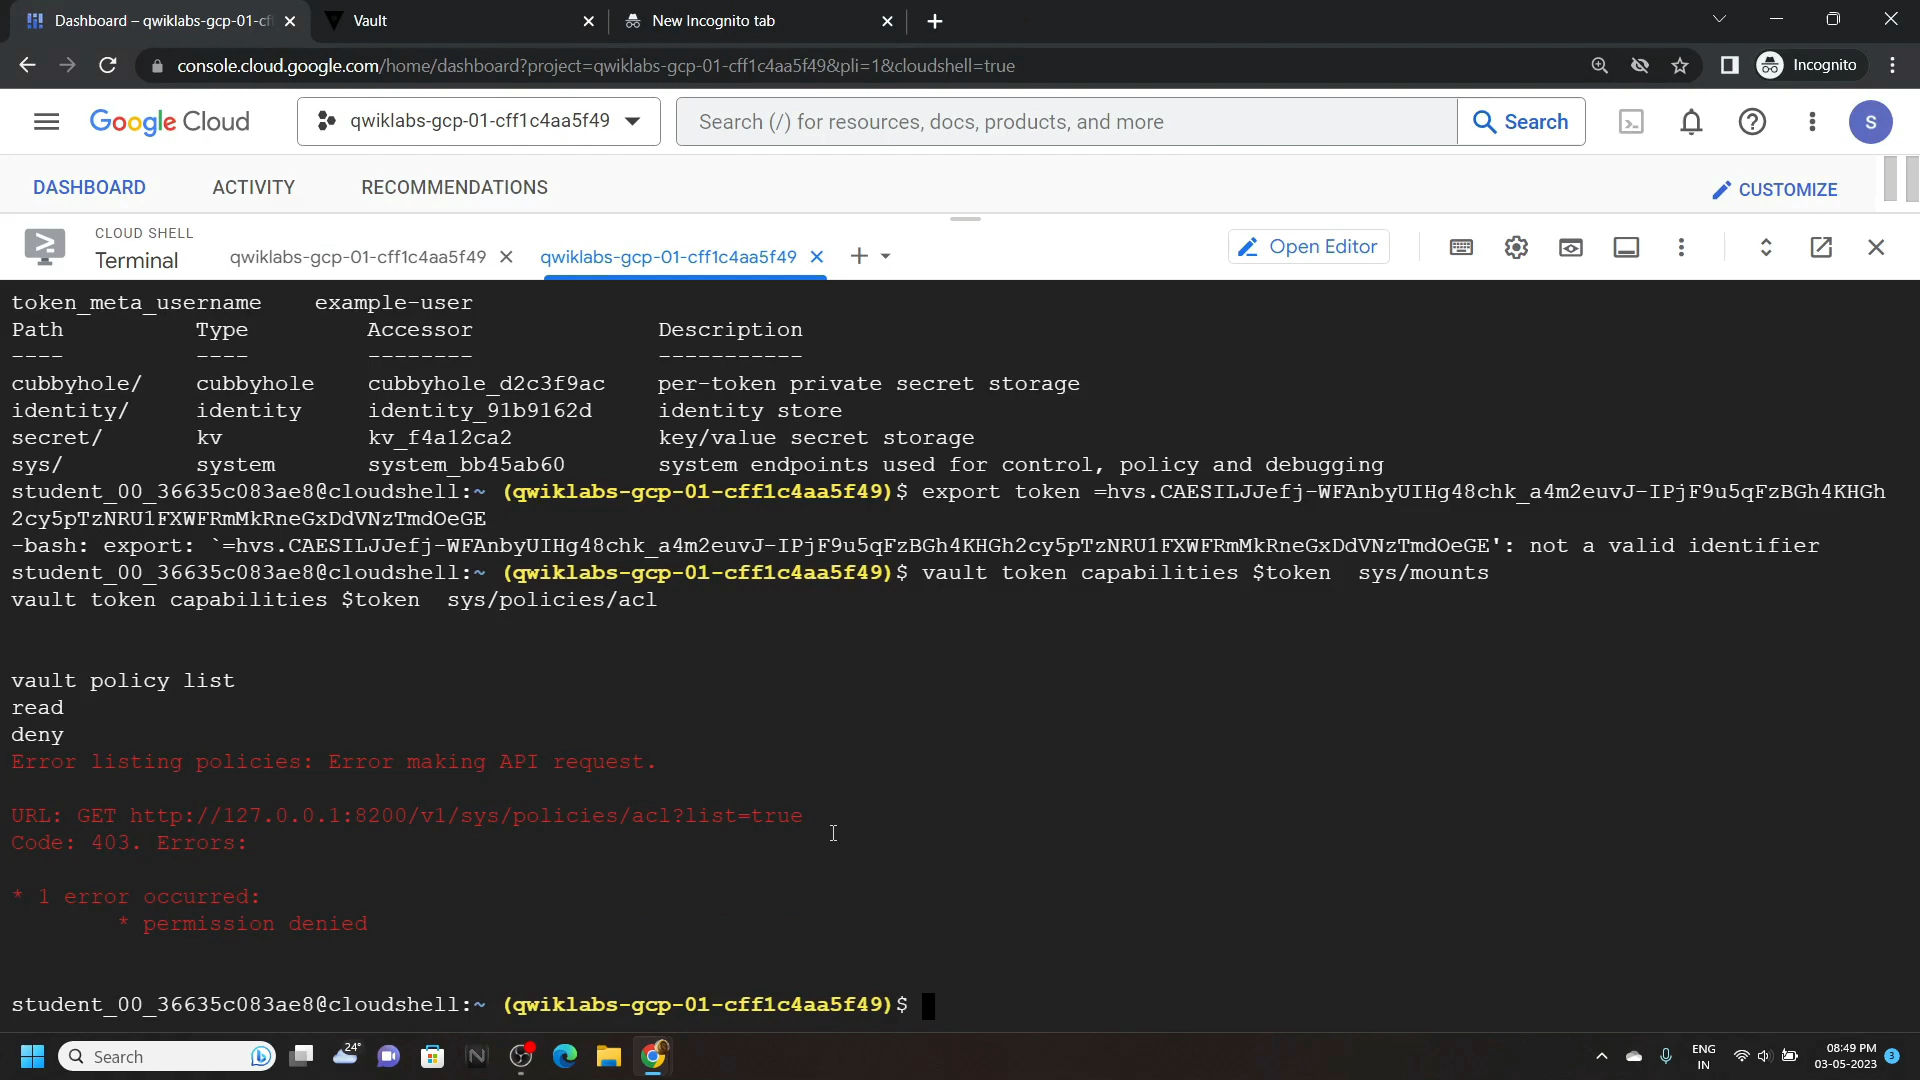 Dashboard – qwiklabs-gcp-01-cf
Vault
New Incognito tab
console.cloud.google.com/home/dashboard?project=qwiklabs-gcp-01-cff1c4aa5f49&pli=1&cloudshell=true
Incognito
Google Cloud
qwiklabs-gcp-01-cff1c4aa5f49
Search (/) for resources, docs, products, and more
Search
S
DASHBOARD
ACTIVITY
RECOMMENDATIONS
CUSTOMIZE
CLOUD SHELL
Terminal
qwiklabs-gcp-01-cff1c4aa5f49
qwiklabs-gcp-01-cff1c4aa5f49
Open Editor
token_meta_username    example-user
Path          Type         Accessor              Description
----          ----         --------              -----------
cubbyhole/    cubbyhole    cubbyhole_d2c3f9ac    per-token private secret storage
identity/     identity     identity_91b9162d     identity store
secret/       kv           kv_f4a12ca2           key/value secret storage
sys/          system       system_bb45ab60       system endpoints used for control, policy and debugging
student_00_36635c083ae8@cloudshell:~ (qwiklabs-gcp-01-cff1c4aa5f49)$ export token =hvs.CAESILJJefj-WFAnbyUIHg48chk_a4m2euvJ-IPjF9u5qFzBGh4KHGh
2cy5pTzNRU1FXWFRmMkRneGxDdVNzTmdOeGE
-bash: export: `=hvs.CAESILJJefj-WFAnbyUIHg48chk_a4m2euvJ-IPjF9u5qFzBGh4KHGh2cy5pTzNRU1FXWFRmMkRneGxDdVNzTmdOeGE': not a valid identifier
student_00_36635c083ae8@cloudshell:~ (qwiklabs-gcp-01-cff1c4aa5f49)$ vault token capabilities $token  sys/mounts
vault token capabilities $token  sys/policies/acl
vault policy list
read
deny
Error listing policies: Error making API request.
URL: GET http://127.0.0.1:8200/v1/sys/policies/acl?list=true
Code: 403. Errors:
* 1 error occurred:
* permission denied
student_00_36635c083ae8@cloudshell:~ (qwiklabs-gcp-01-cff1c4aa5f49)$
Search
24°
ENG
IN
08:49 PM
03-05-2023
3